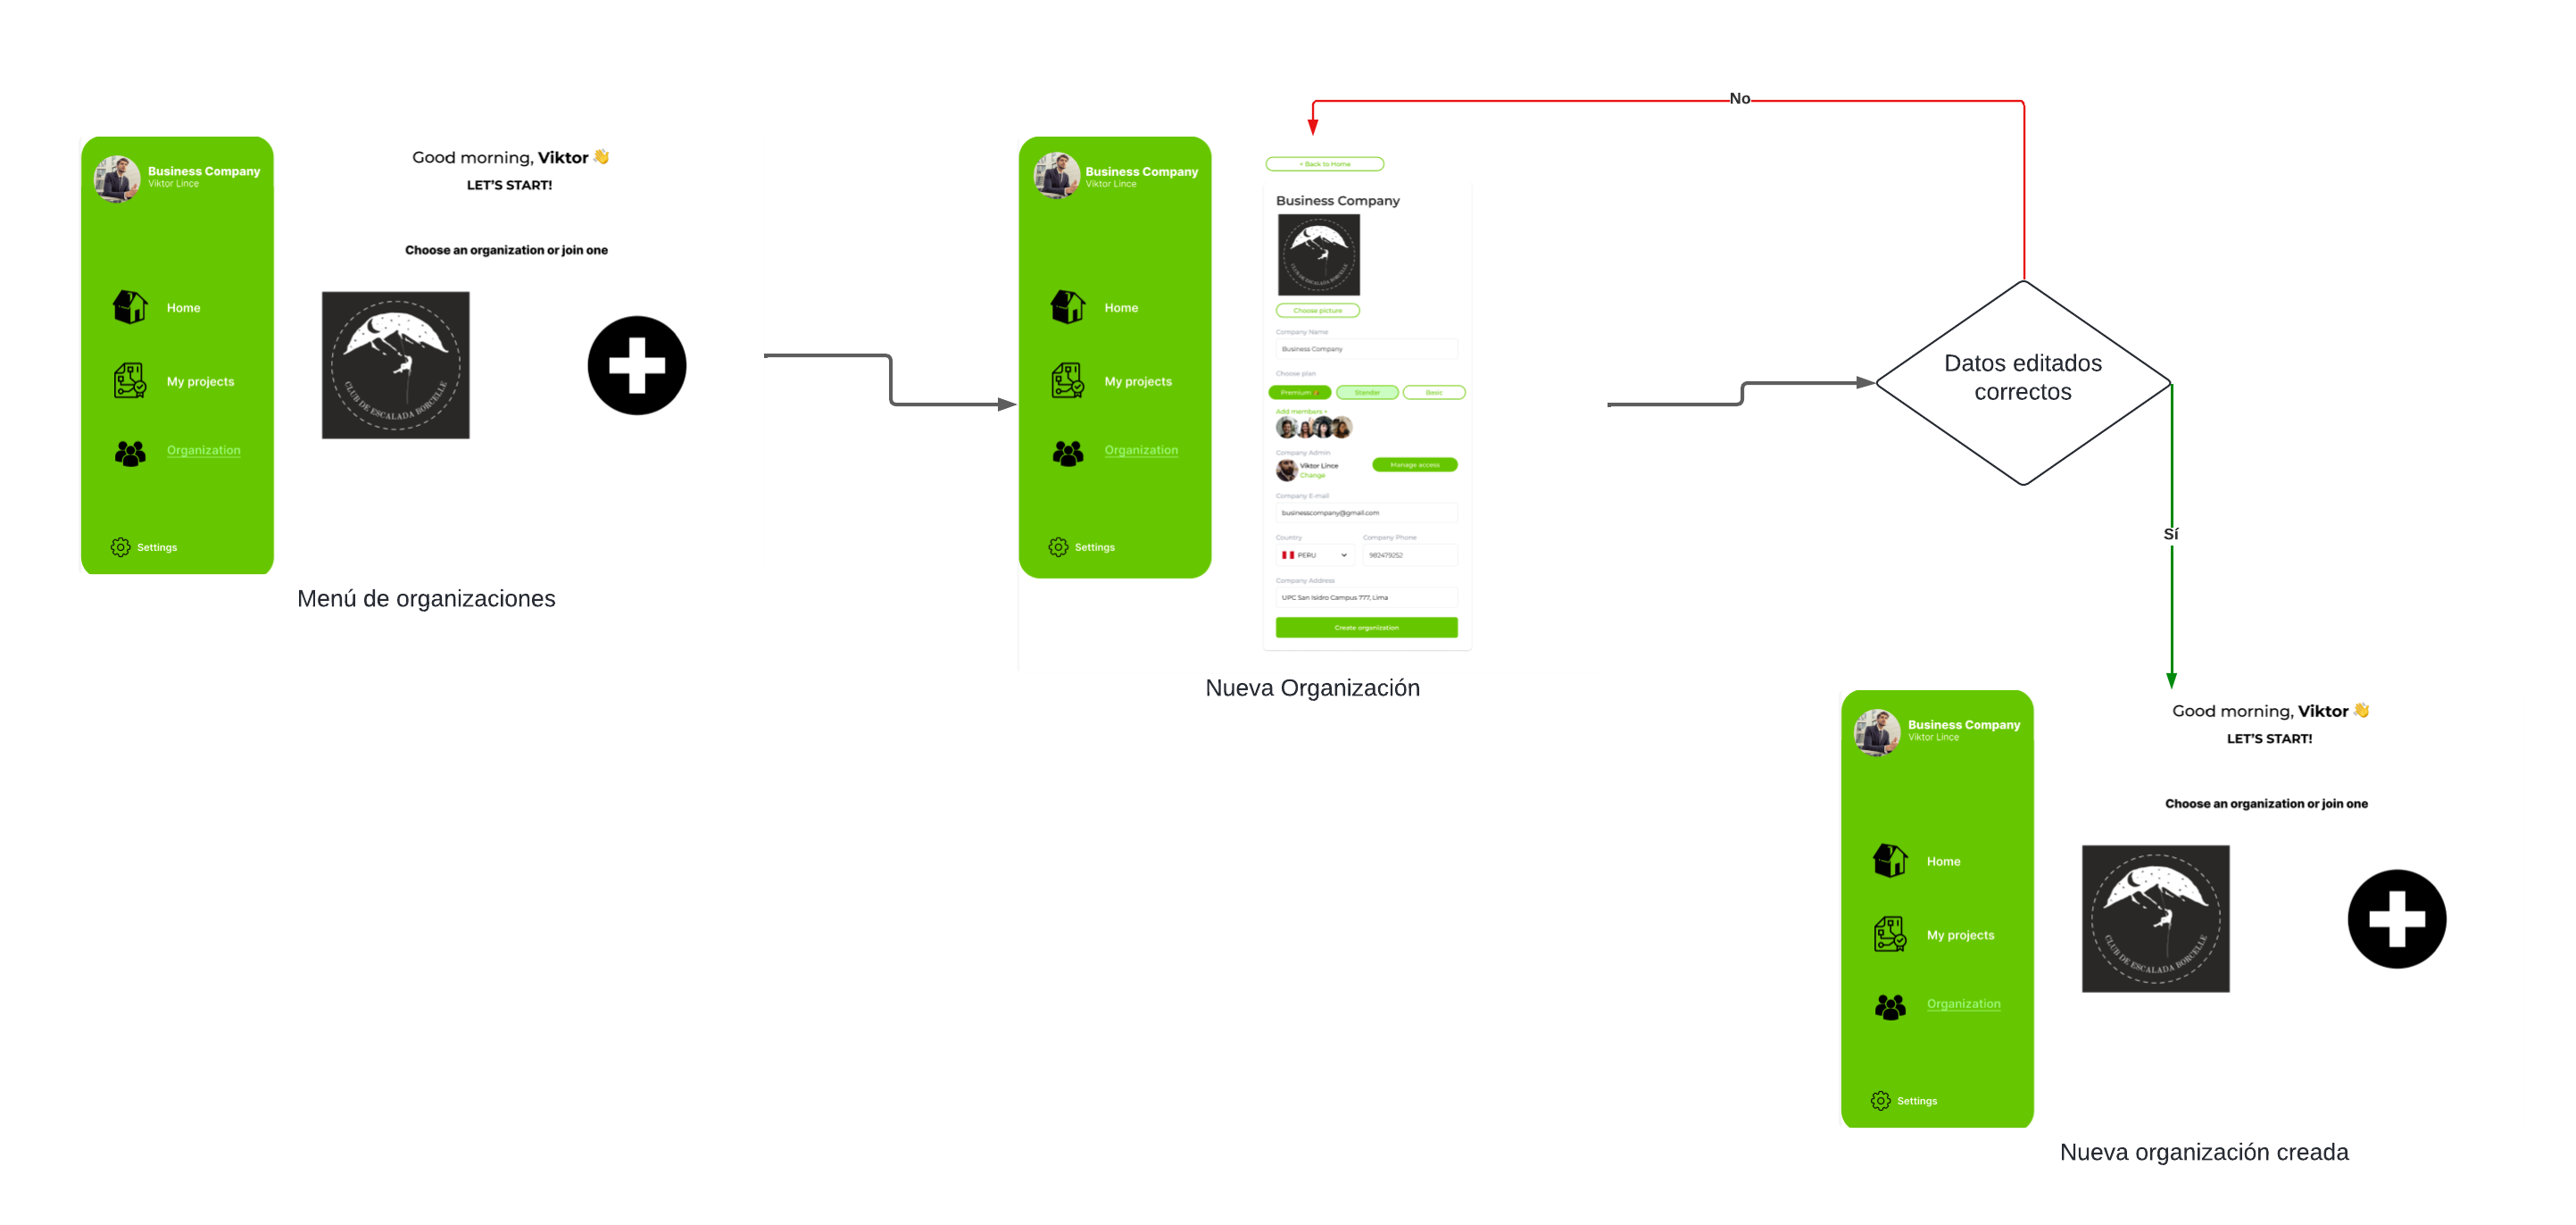 No
Business Company
Viktor Lince
Good morning, Viktor 👋
LET'S START!
Choose an organization or join one
Home
My projects
Organization
Settings
CLUB DE ESCALADA BORCELLE
Menú de organizaciones
Business Company
Viktor Lince
Home
My projects
Organization
Settings
< Back to Home
Business Company
CLUB DE ESCALADA BORCELLE
Choose picture
Company Name
Business Company
Choose plan
Premium
Standar
Basic
Add members +
Company Admin
Viktor Lince
Change
Manage access
Company E-mail
businesscompany@gmail.com
Country
Company Phone
PERU
982479252
Company Address
UPC San Isidro Campus 777, Lima
Create organization
Nueva Organización
Datos editados
correctos
Sí
Business Company
Viktor Lince
Good morning, Viktor 👋
LET'S START!
Choose an organization or join one
Home
My projects
Organization
Settings
CLUB DE ESCALADA BORCELLE
Nueva organización creada